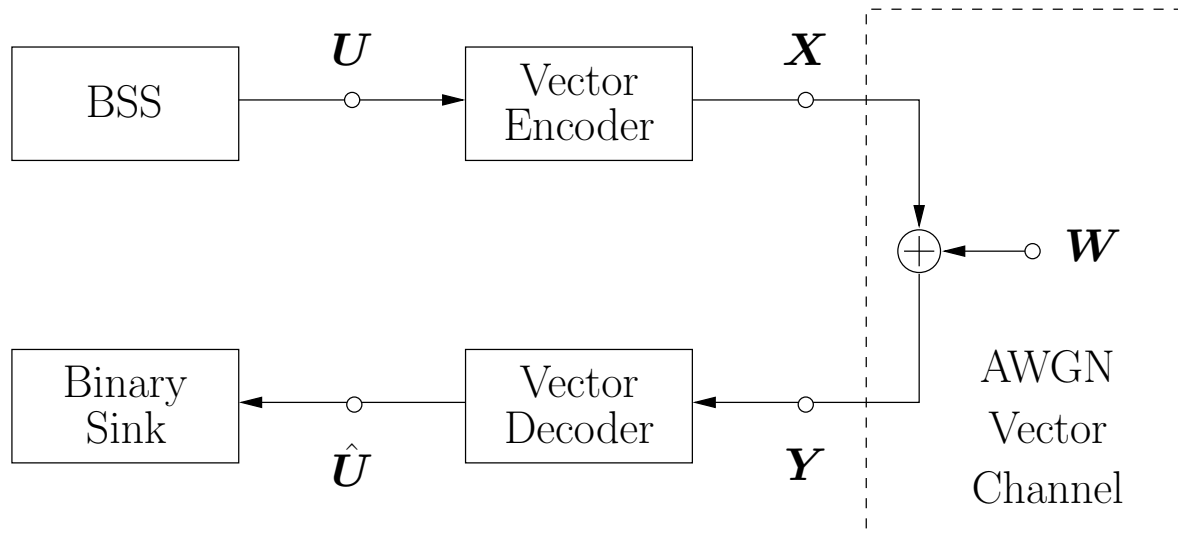 U
X
BSS
Vector
Encoder
W
Binary
Sink
Vector
Decoder
AWGN
Vector
Channel
Û
Y